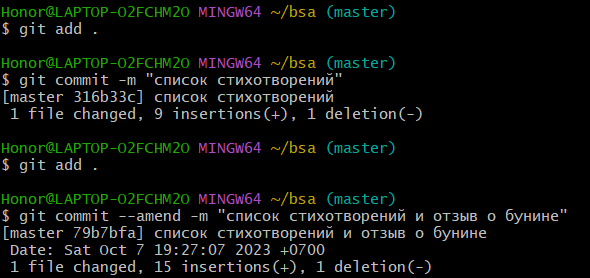 Honor@LAPTOP-O2FCHM2O MINGW64 ~/bsa (master)
$ git add .
Honor@LAPTOP-O2FCHM2O MINGW64 ~/bsa (master)
$ git commit -m "список стихотворений"
[master 316b33c] список стихотворений
 1 file changed, 9 insertions(+), 1 deletion(-)
Honor@LAPTOP-O2FCHM2O MINGW64 ~/bsa (master)
$ git add .
Honor@LAPTOP-O2FCHM2O MINGW64 ~/bsa (master)
$ git commit --amend -m "список стихотворений и отзыв о бунине"
[master 79b7bfa] список стихотворений и отзыв о бунине
 Date: Sat Oct 7 19:27:07 2023 +0700
 1 file changed, 15 insertions(+), 1 deletion(-)